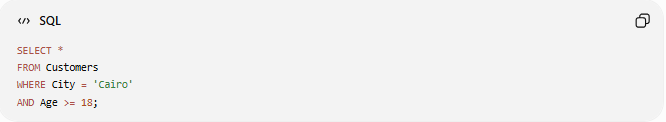 SQL
SELECT *
FROM Customers
WHERE City = 'Cairo'
AND Age >= 18;